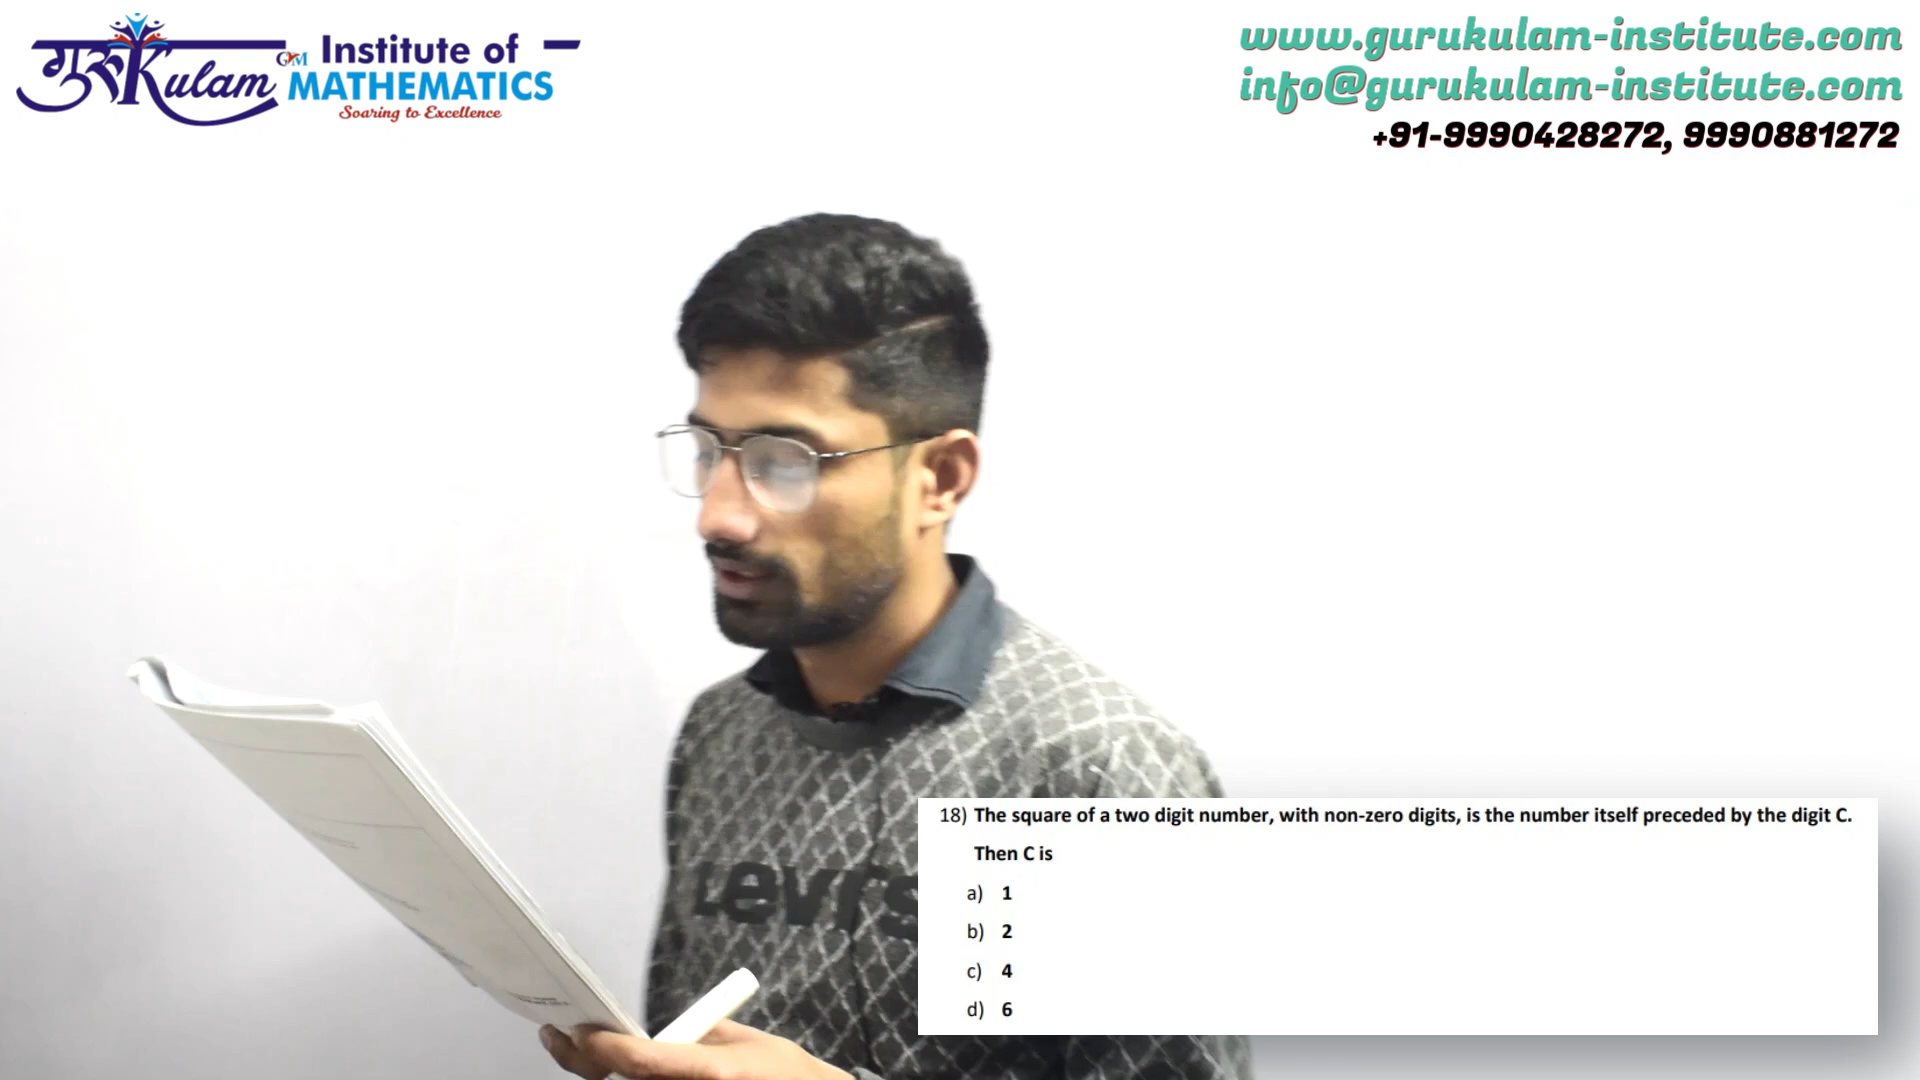 गुरुKulam
GM
Institute of
MATHEMATICS
Soaring to Excellence
www.gurukulam-institute.com
info@gurukulam-institute.com
+91-9990428272, 9990881272
Levi's
18) The square of a two digit number, with non-zero digits, is the number itself preceded by the digit C.
Then C is
a) 1
b) 2
c) 4
d) 6